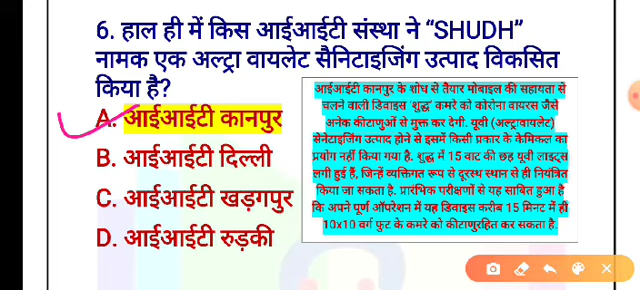 6. हाल ही में किस आईआईटी संस्था ने “SHUDH”
नामक एक अल्ट्रा वायलेट सैनिटाइजिंग उत्पाद विकसित
किया है?
A. आईआईटी कानपुर
B. आईआईटी दिल्ली
C. आईआईटी खड़गपुर
D. आईआईटी रुड़की
आईआईटी कानपुर के शोध से तैयार मोबाइल की सहायता से
चलने वाली डिवाइस 'शुद्ध' कमरे को कोरोना वायरस जैसे
अनेक कीटाणुओं से मुक्त कर देगी. यूवी (अल्ट्रावायलेट)
सेनेटाइजिंग उत्पाद होने से इसमें किसी प्रकार के केमिकल का
प्रयोग नहीं किया गया है. शुद्ध में 15 वाट की छह यूवी लाइट्स
लगी हुई हैं, जिन्हें व्यक्तिगत रूप से दूरस्थ स्थान से ही नियंत्रित
किया जा सकता है. प्रारंभिक परीक्षणों से यह साबित हुआ है
कि अपने पूर्ण ऑपरेशन में यह डिवाइस करीब 15 मिनट में ही
10x10 वर्ग फुट के कमरे को कीटाणुरहित कर सकता है.